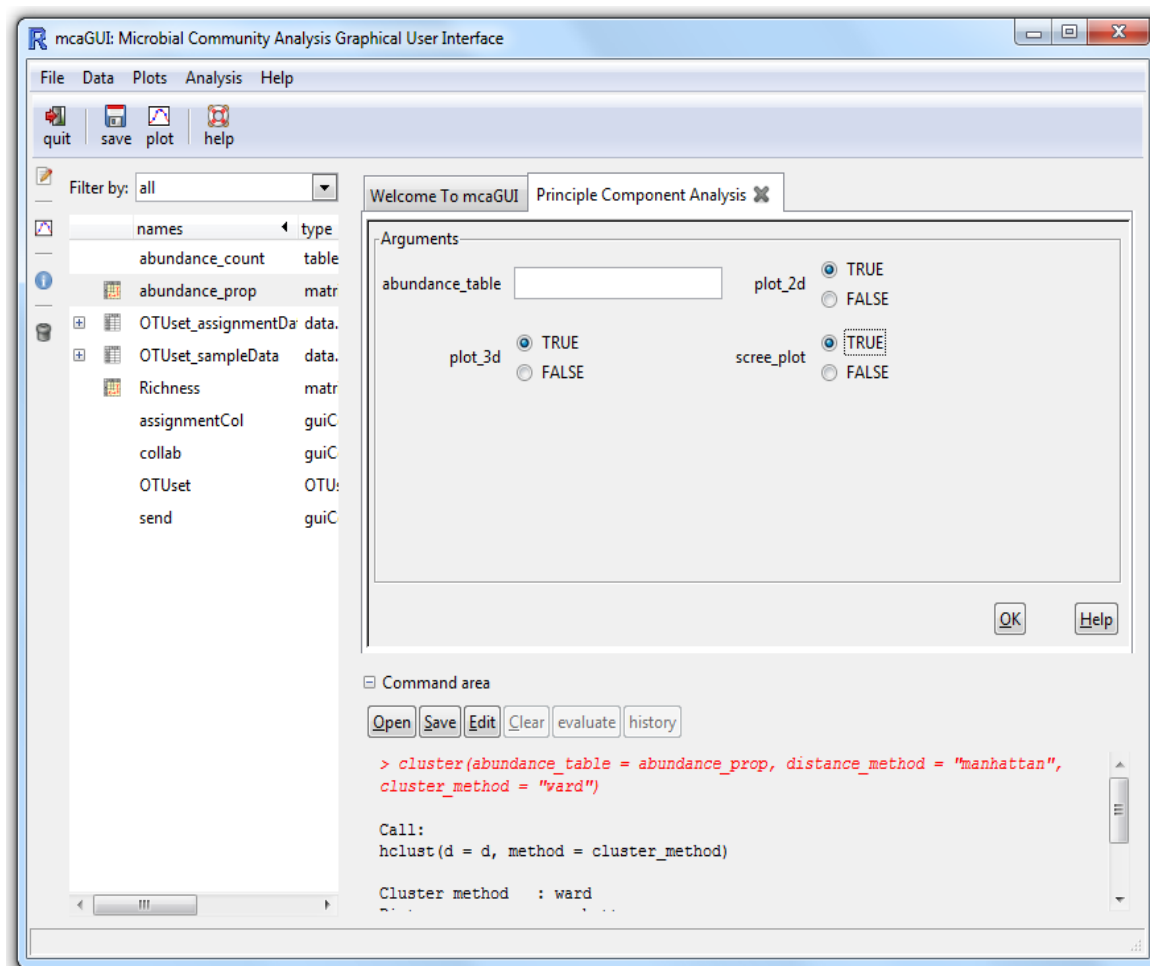 mcaGUI: Microbial Community Analysis Graphical User Interface
File Data Plots Analysis Help
quit save plot help
Filter by: all
names type
abundance_count table
abundance_prop matr
OTUset_assignmentDa data.
OTUset_sampleData data.
Richness matr
assignmentCol guiC
collab guiC
OTUset OTU
send guiC
Welcome To mcaGUI Principle Component Analysis
Arguments
abundance_table plot_2d TRUE
FALSE
plot_3d TRUE
FALSE
scree_plot TRUE
FALSE
OK Help
Command area
Open Save Edit Clear evaluate history
> cluster(abundance_table = abundance_prop, distance_method = "manhattan",
cluster_method = "ward")
Call:
hclust(d = d, method = cluster_method)
Cluster method : ward